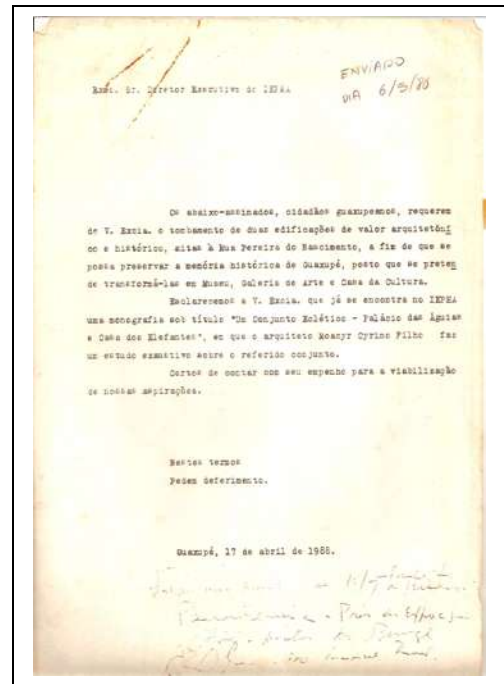 ENVIADO
DIA 6/5/88
Exmo. Sr. Diretor Executivo do IEPHA
Os abaixo-assinados, cidadãos guaxupeanos, requerem
de V. Excia. o tombamento de duas edificações de valor arquitetôni
co e histórico, sitas à Rua Pereira do Nascimento, a fim de que se
possa preservar a memória histórica de Guaxupé, posto que se preten
de transformá-las em Museu, Galeria de Arte e Casa da Cultura.
Esclarecemos a V. Excia. que já se encontra no IEPHA
uma monografia sob título "Um Conjunto Eclético - Palácio das Águias
e Casa dos Elefantes", em que o arquiteto Roanyr Cyrino Filho faz
um estudo exaustivo sobre o referido conjunto.
Certos de contar com seu empenho para a viabilização
de nossas aspirações.
Nestes termos
Pedem deferimento.
Guaxupé, 17 de abril de 1988.